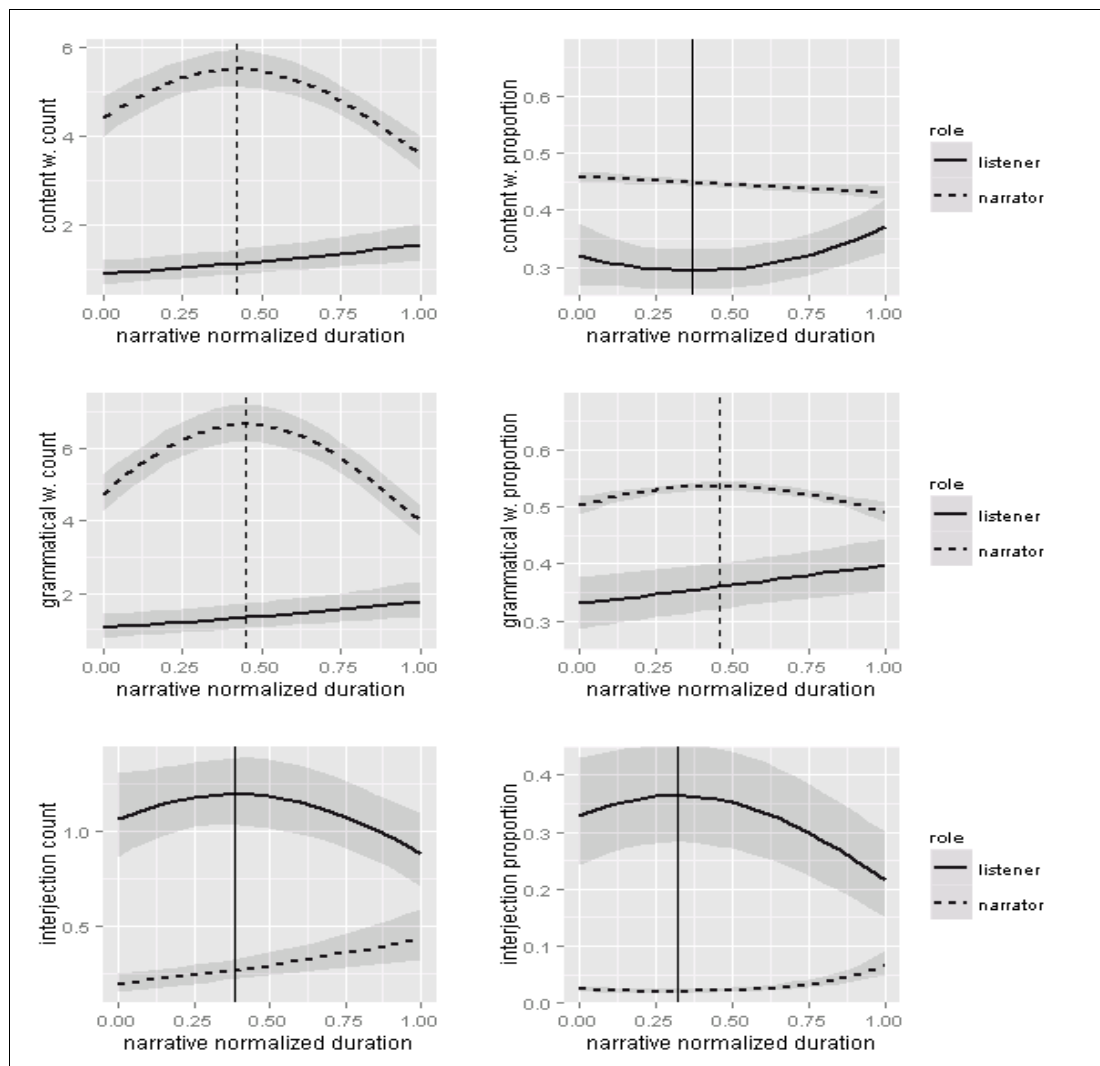 content w. count
6
4
2
0.00 0.25 0.50 0.75 1.00
narrative normalized duration
content w. proportion
0.6
0.5
0.4
0.3
0.00 0.25 0.50 0.75 1.00
narrative normalized duration
role
listener
narrator
grammatical w. count
6
4
2
0.00 0.25 0.50 0.75 1.00
narrative normalized duration
grammatical w. proportion
0.6
0.5
0.4
0.3
0.00 0.25 0.50 0.75 1.00
narrative normalized duration
role
listener
narrator
interjection count
1.0
0.5
0.00 0.25 0.50 0.75 1.00
narrative normalized duration
interjection proportion
0.4
0.3
0.2
0.1
0.0
0.00 0.25 0.50 0.75 1.00
narrative normalized duration
role
listener
narrator